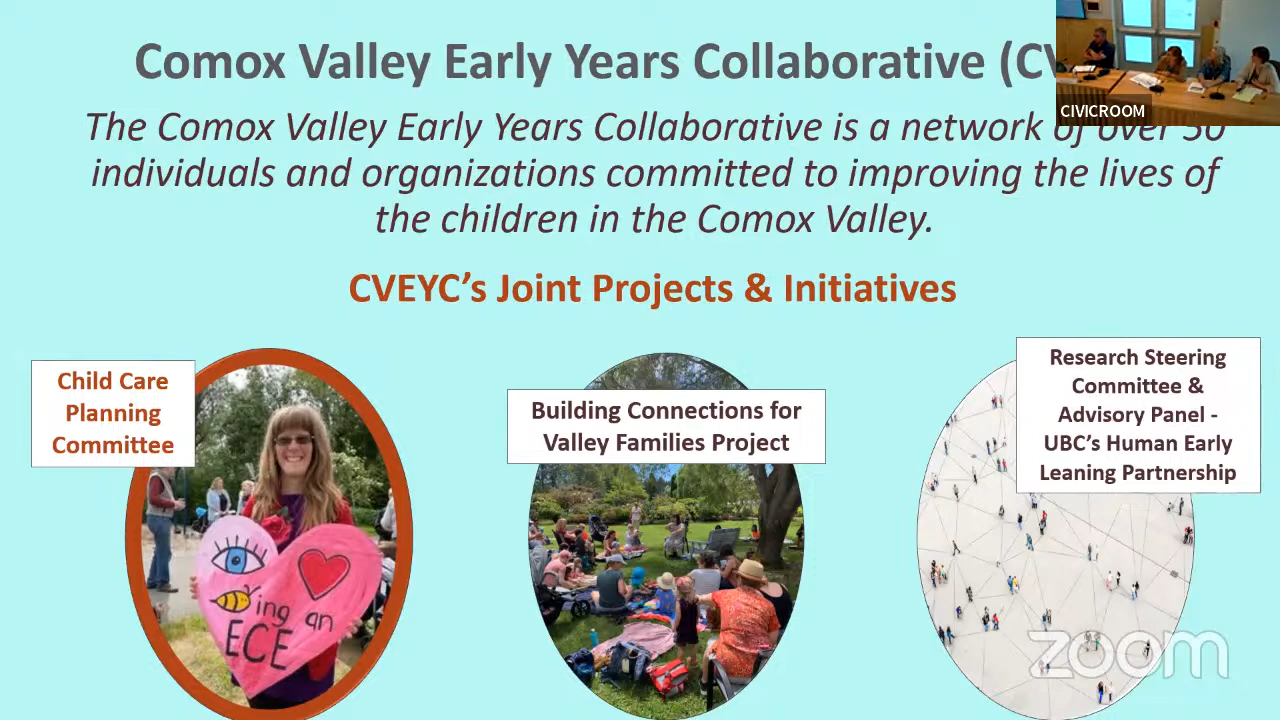 Comox Valley Early Years Collaborative (CV
CIVICROOM
The Comox Valley Early Years Collaborative is a network of over 50
individuals and organizations committed to improving the lives of
the children in the Comox Valley.
CVEYC’s Joint Projects & Initiatives
Child Care
Planning
Committee
ing an
ECE
Building Connections for
Valley Families Project
Research Steering
Committee &
Advisory Panel -
UBC’s Human Early
Leaning Partnership
zoom